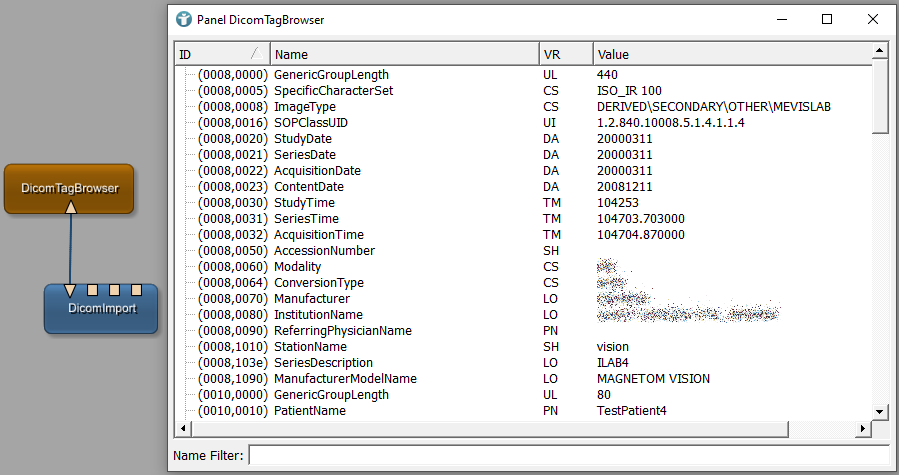 Panel DicomTagBrowser
ID Name VR Value
(0008,0000) GenericGroupLength UL 440
(0008,0005) SpecificCharacterSet CS ISO_IR 100
(0008,0008) ImageType CS DERIVED\SECONDARY\OTHER\MEVISLAB
(0008,0016) SOPClassUID UI 1.2.840.10008.5.1.4.1.1.4
(0008,0020) StudyDate DA 20000311
(0008,0021) SeriesDate DA 20000311
(0008,0022) AcquisitionDate DA 20000311
(0008,0023) ContentDate DA 20081211
(0008,0030) StudyTime TM 104253
(0008,0031) SeriesTime TM 104703.703000
(0008,0032) AcquisitionTime TM 104704.870000
(0008,0050) AccessionNumber SH
(0008,0060) Modality CS
(0008,0064) ConversionType CS
(0008,0070) Manufacturer LO
(0008,0080) InstitutionName LO
(0008,0090) ReferringPhysicianName PN
(0008,1010) StationName SH vision
(0008,103e) SeriesDescription LO ILAB4
(0008,1090) ManufacturerModelName LO MAGNETOM VISION
(0010,0000) GenericGroupLength UL 80
(0010,0010) PatientName PN TestPatient4
Name Filter:
DicomTagBrowser
DicomImport